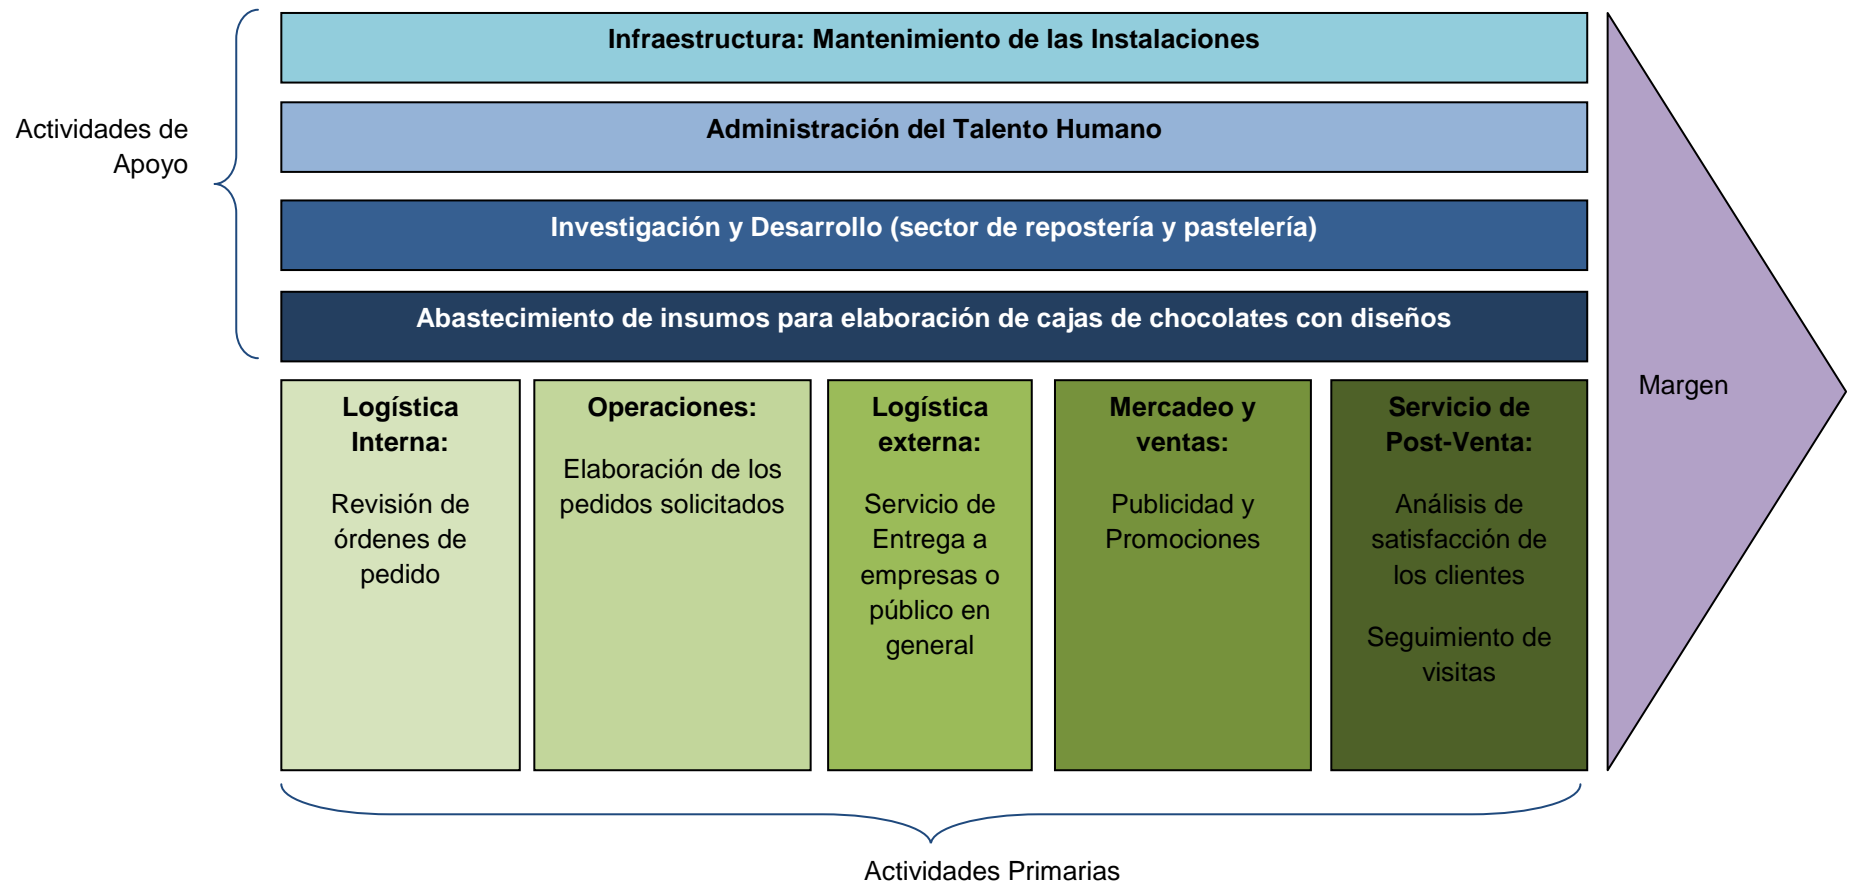 Infraestructura: Mantenimiento de las Instalaciones
Actividades de
Apoyo
Administración del Talento Humano
Investigación y Desarrollo (sector de repostería y pastelería)
Abastecimiento de insumos para elaboración de cajas de chocolates con diseños
Logística
Interna:
Revisión de
órdenes de
pedido
Operaciones:
Elaboración de los
pedidos solicitados
Logística
externa:
Servicio de
Entrega a
empresas o
público en
general
Mercadeo y
ventas:
Publicidad y
Promociones
Servicio de
Post-Venta:
Análisis de
satisfacción de
los clientes
Seguimiento de
visitas
Margen
Actividades Primarias